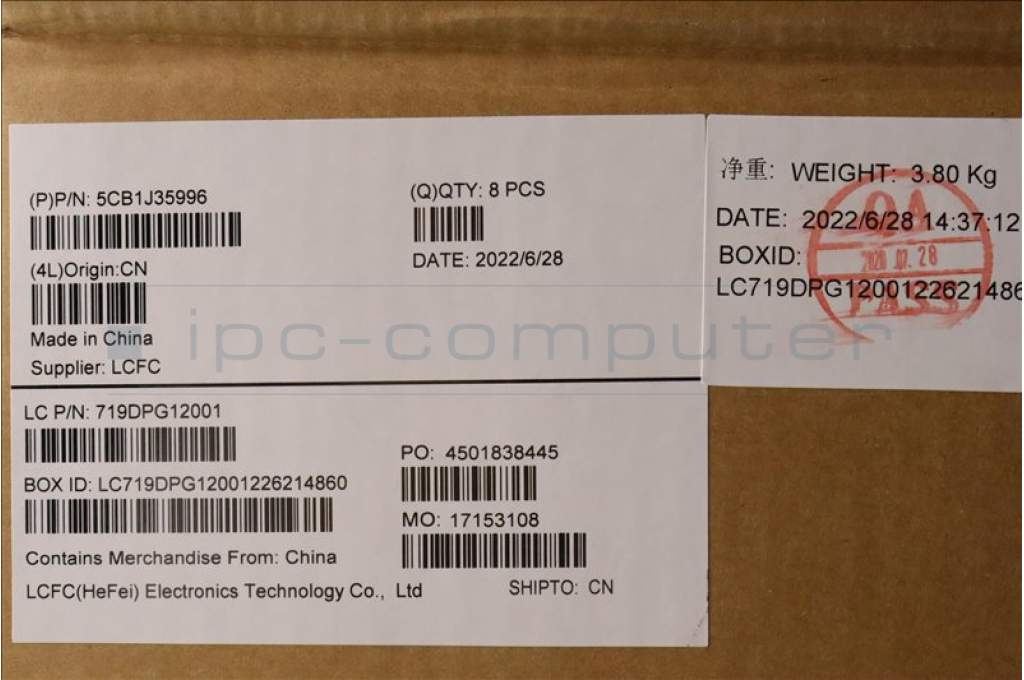 (P)P/N: 5CB1J35996
(Q)QTY: 8 PCS
(4L)Origin:CN
DATE: 2022/6/28
Made in China
Supplier: LCFC
LC P/N: 719DPG12001
PO: 4501838445
BOX ID: LC719DPG12001226214860
MO: 17153108
Contains Merchandise From: China
LCFC(HeFei) Electronics Technology Co., Ltd
SHIPTO: CN
净重: WEIGHT: 3.80 Kg
DATE: 2022/6/28 14:37:12
BOXID:
LC719DPG1200122621486
QA
PASS
ipc-computer